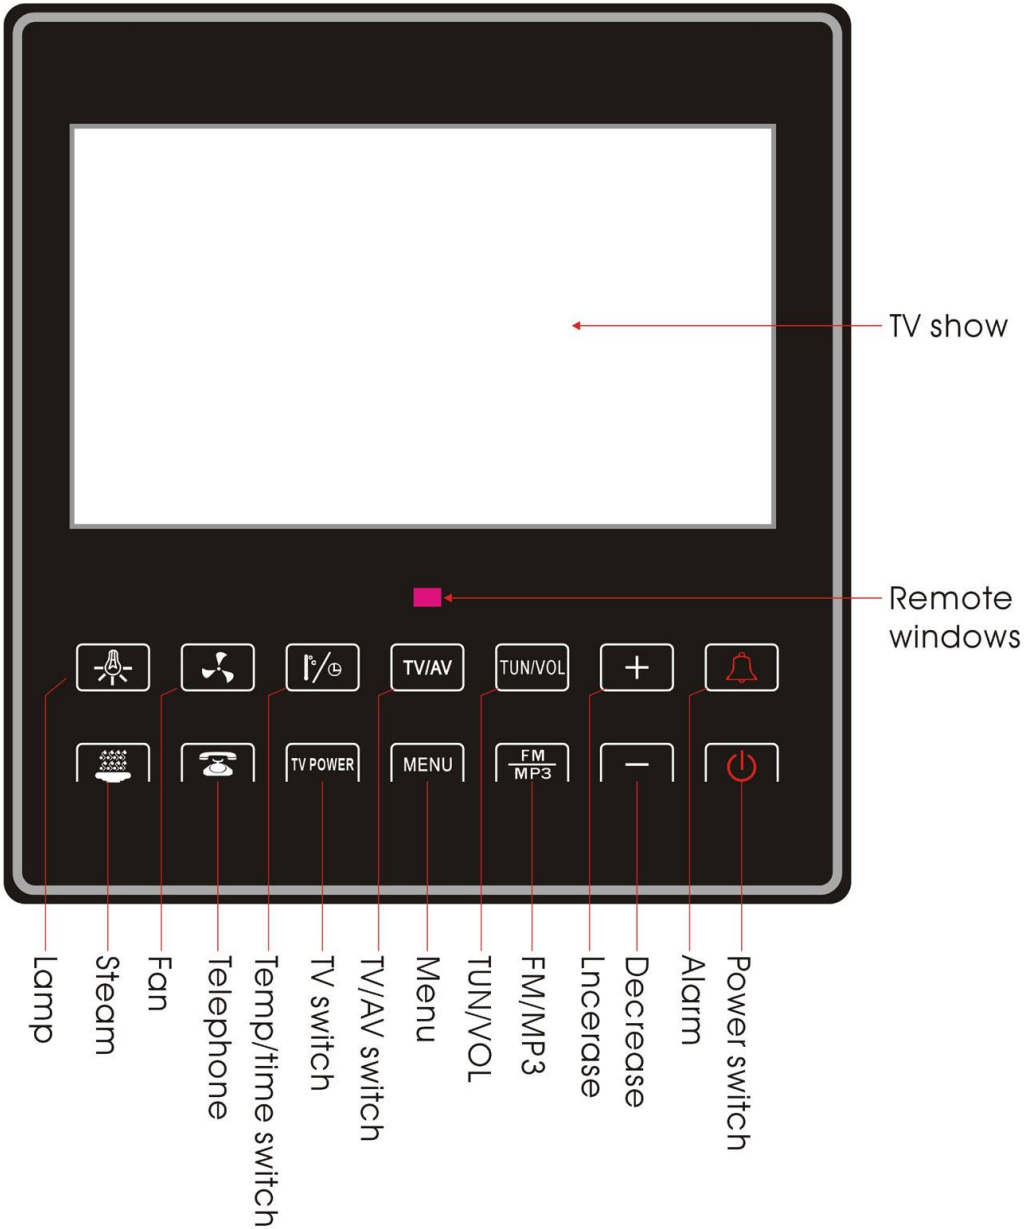 TV show
Remote
windows
°c
TV/AV
TUN/VOL
+
TV POWER
MENU
FM
MP3
−
Lamp
Steam
Fan
Telephone
Temp/time switch
TV switch
TV/AV switch
Menu
TUN/VOL
FM/MP3
Lncerase
Decrease
Alarm
Power switch